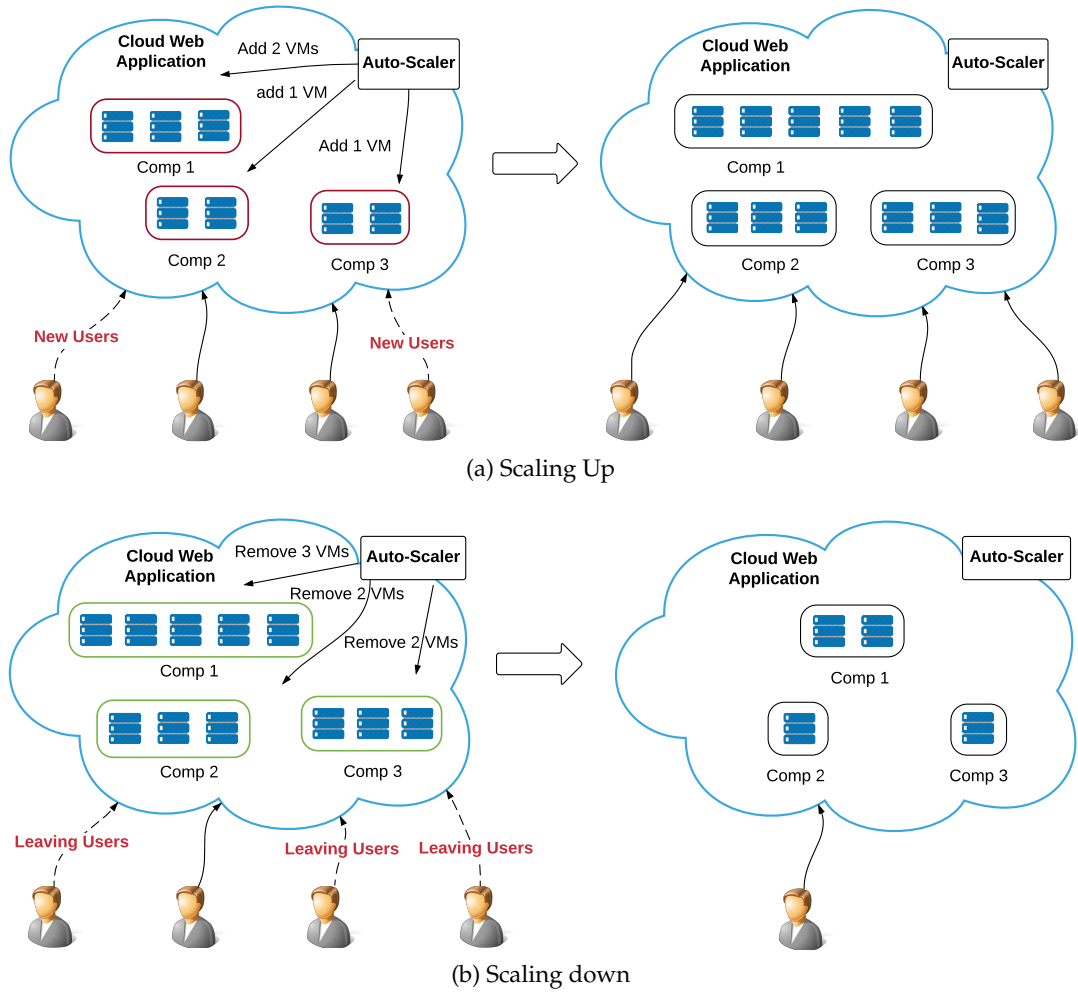 Cloud Web
Application
Add 2 VMs
Auto-Scaler
add 1 VM
Add 1 VM
Comp 1
Comp 2
Comp 3
New Users
New Users
Cloud Web
Application
Auto-Scaler
Comp 1
Comp 2
Comp 3
(a) Scaling Up
Cloud Web
Application
Remove 3 VMs
Auto-Scaler
Remove 2 VMs
Remove 2 VMs
Comp 1
Comp 2
Comp 3
Leaving Users
Leaving Users
Leaving Users
Cloud Web
Application
Auto-Scaler
Comp 1
Comp 2
Comp 3
(b) Scaling down